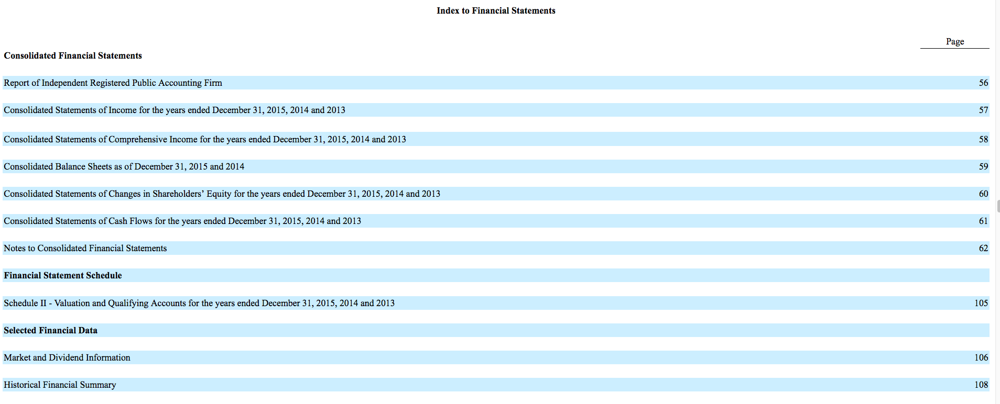 Index to Financial Statements
Page
Consolidated Financial Statements
Report of Independent Registered Public Accounting Firm 56
Consolidated Statements of Income for the years ended December 31, 2015, 2014 and 2013 57
Consolidated Statements of Comprehensive Income for the years ended December 31, 2015, 2014 and 2013 58
Consolidated Balance Sheets as of December 31, 2015 and 2014 59
Consolidated Statements of Changes in Shareholders’ Equity for the years ended December 31, 2015, 2014 and 2013 60
Consolidated Statements of Cash Flows for the years ended December 31, 2015, 2014 and 2013 61
Notes to Consolidated Financial Statements 62
Financial Statement Schedule
Schedule II - Valuation and Qualifying Accounts for the years ended December 31, 2015, 2014 and 2013 105
Selected Financial Data
Market and Dividend Information 106
Historical Financial Summary 108